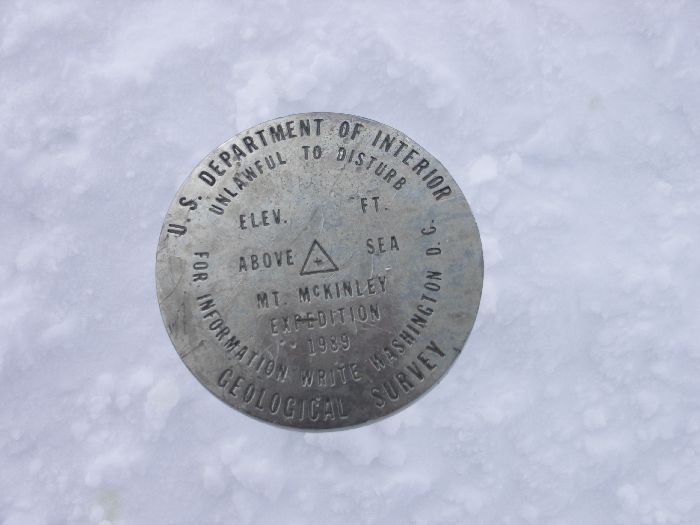 U. S. DEPARTMENT OF INTERIOR
UNLAWFUL TO DISTURB
ELEV. FT.
ABOVE SEA
MT. McKINLEY
EXPEDITION
1989
FOR INFORMATION WRITE WASHINGTON D.C.
GEOLOGICAL SURVEY